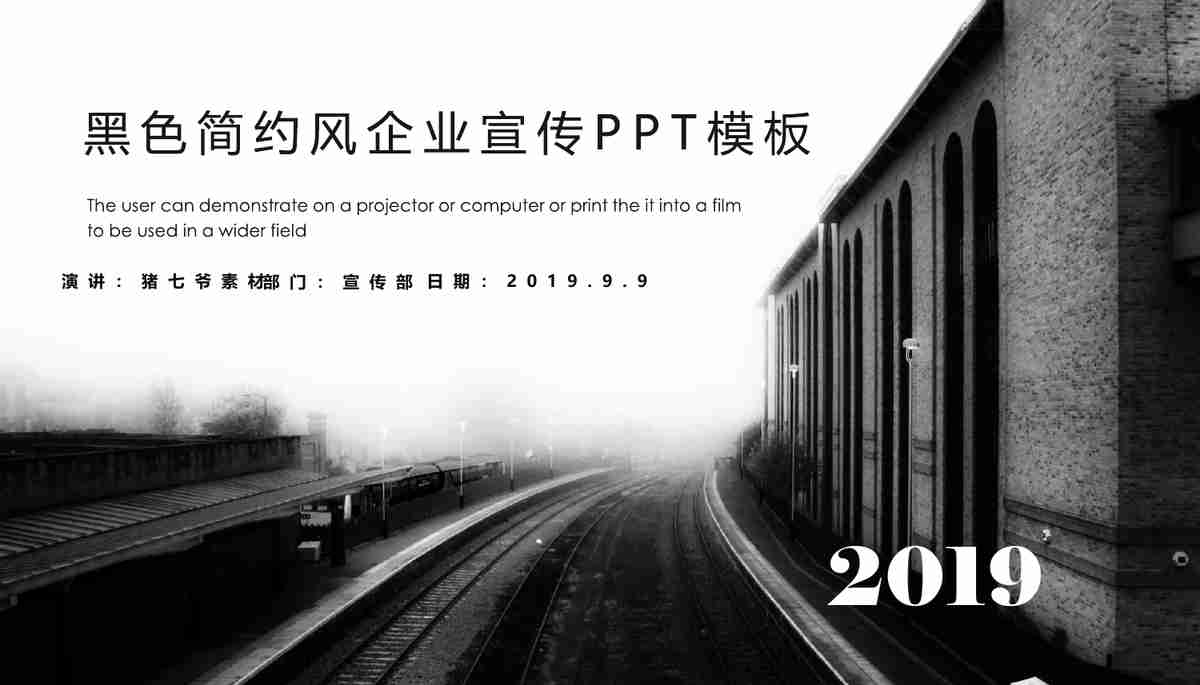 黑色简约风企业宣传PPT模板
The user can demonstrate on a projector or computer or print the it into a film
to be used in a wider field
演讲：猪七爷素材部门：宣传部 日期：2019.9.9
2019